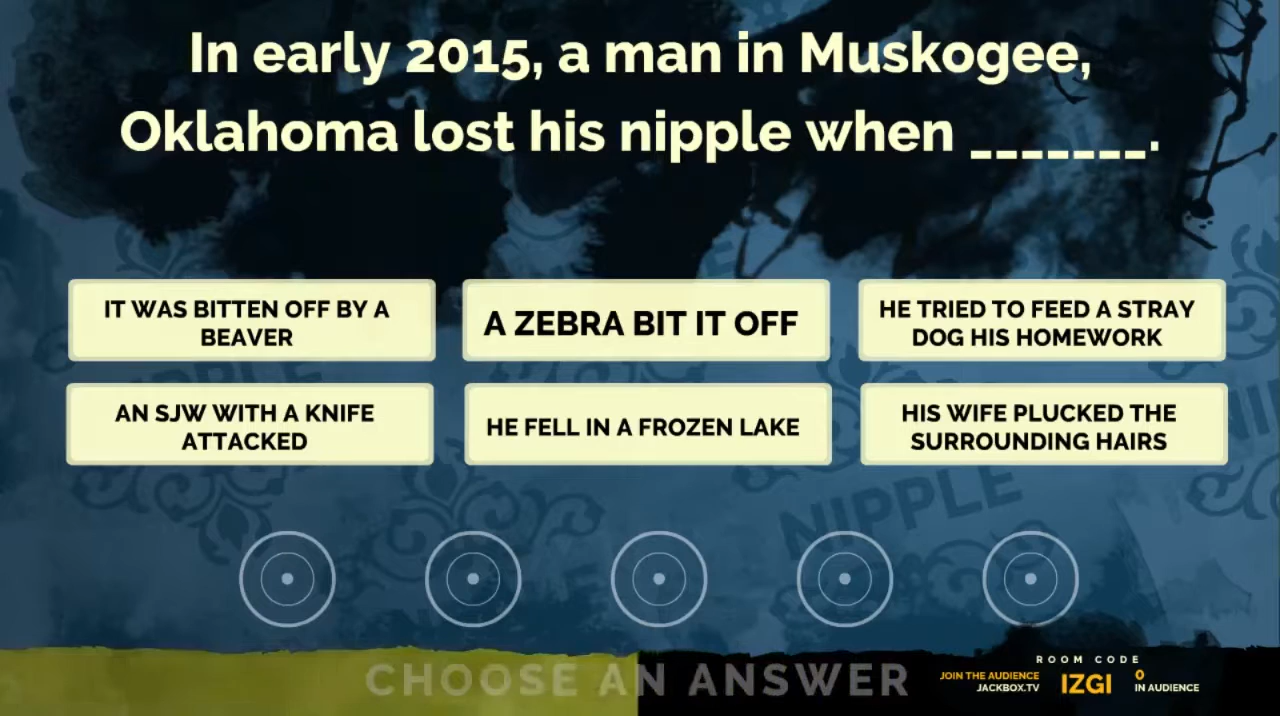 In early 2015, a man in Muskogee,
Oklahoma lost his nipple when _______.
IT WAS BITTEN OFF BY A
BEAVER
A ZEBRA BIT IT OFF
HE TRIED TO FEED A STRAY
DOG HIS HOMEWORK
AN SJW WITH A KNIFE
ATTACKED
HE FELL IN A FROZEN LAKE
HIS WIFE PLUCKED THE
SURROUNDING HAIRS
NIPPLE
NIPPLE
CHOOSE AN ANSWER
ROOM CODE
JOIN THE AUDIENCE
JACKBOX.TV
IZGI
0
IN AUDIENCE